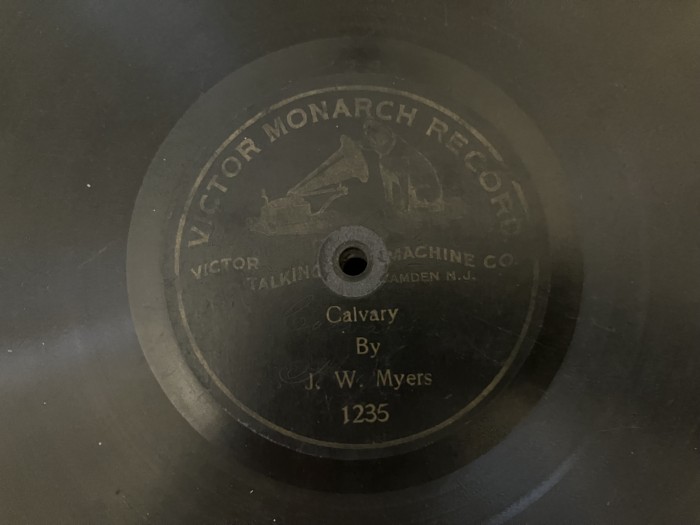 VICTOR MONARCH RECORD.
VICTOR MACHINE CO.
TALKING CAMDEN N.J.
Calvary
By
J. W. Myers
1235